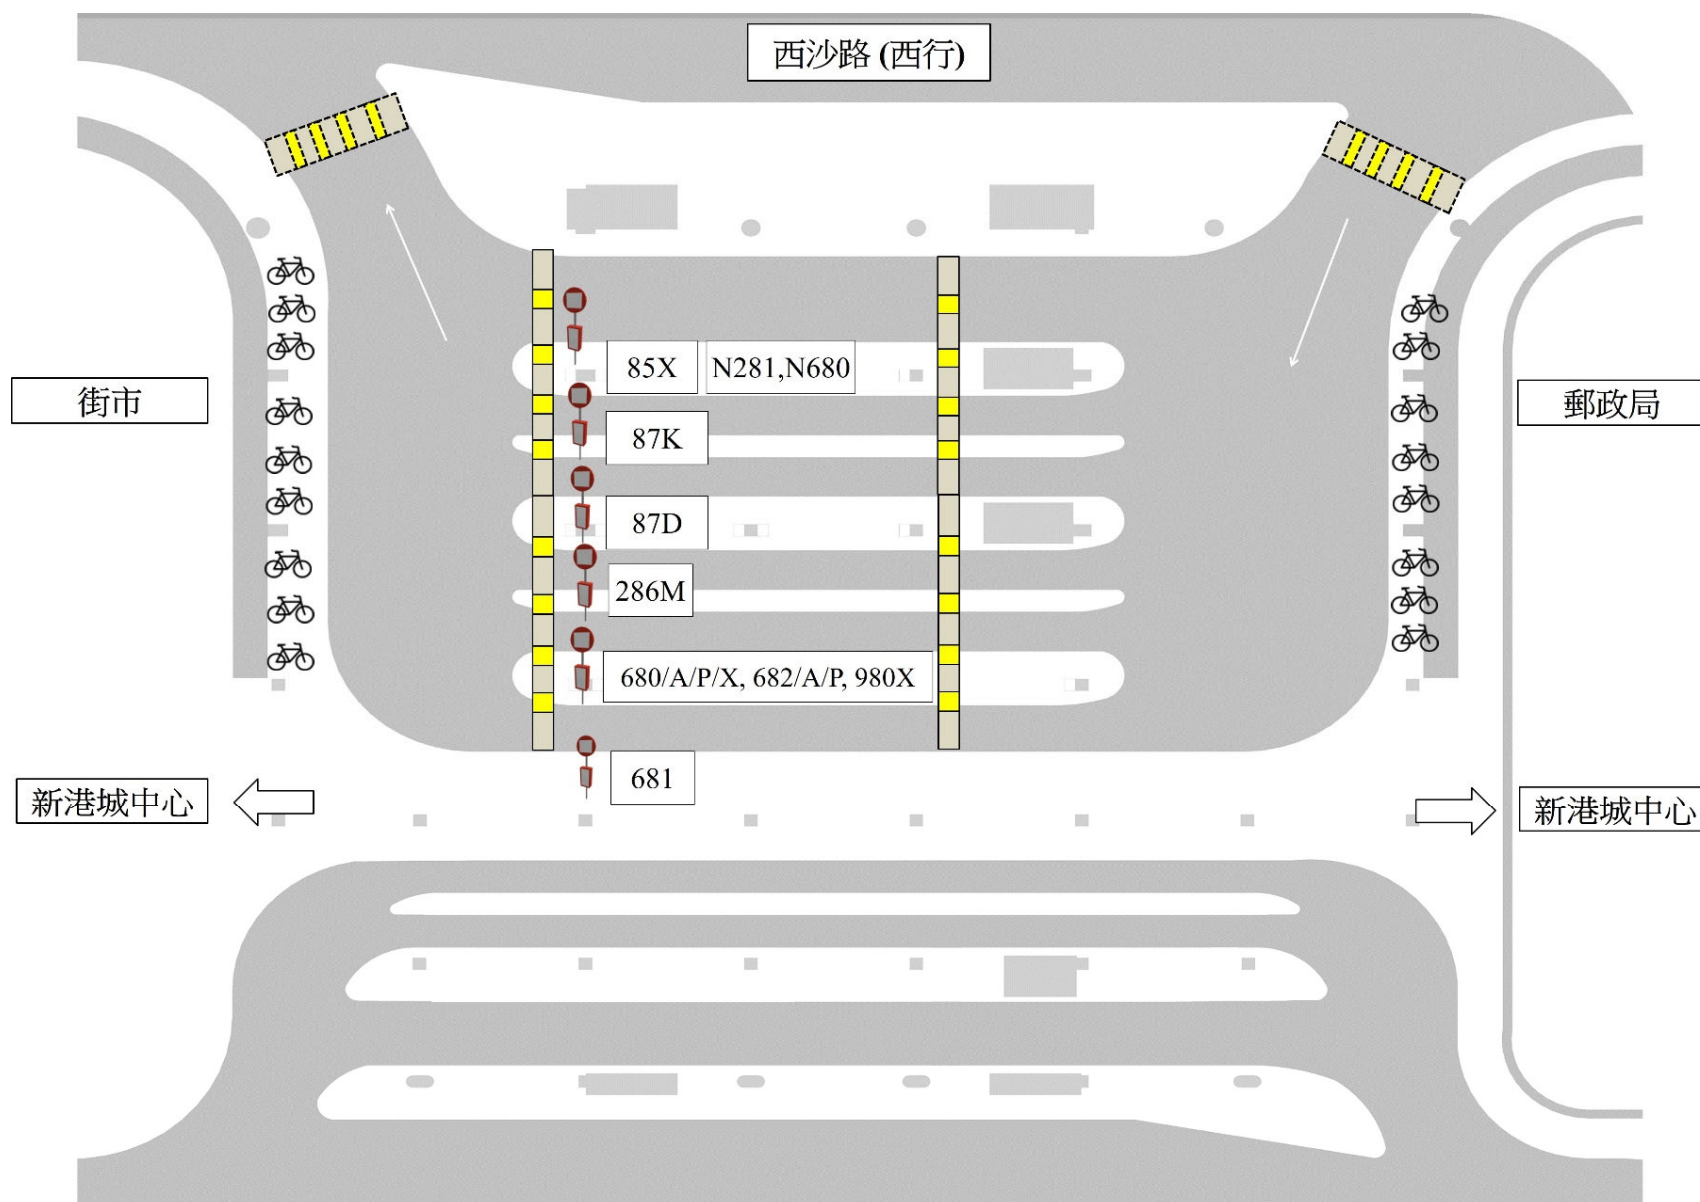 西沙路 (西行)
85X
N281,N680
街市
郵政局
87K
87D
286M
680/A/P/X, 682/A/P, 980X
681
新港城中心
新港城中心